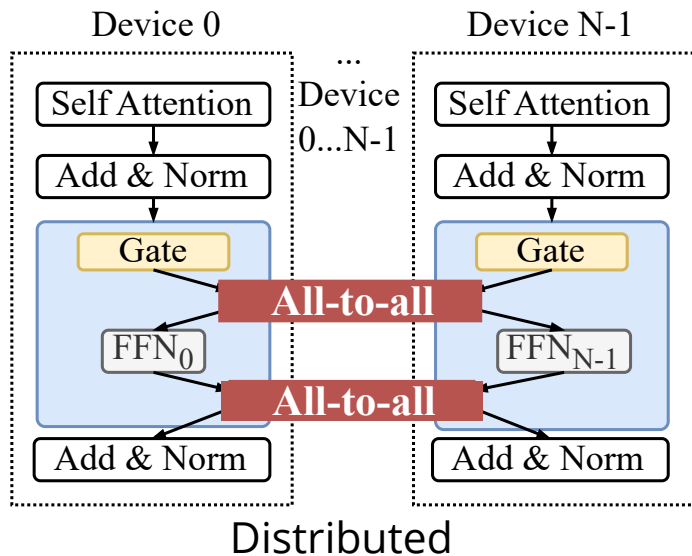 Device 0
...
Device
0...N-1
Device N-1
Self Attention
Self Attention
Add & Norm
Add & Norm
Gate
Gate
All-to-all
FFN0
FFNN-1
All-to-all
Add & Norm
Add & Norm
Distributed